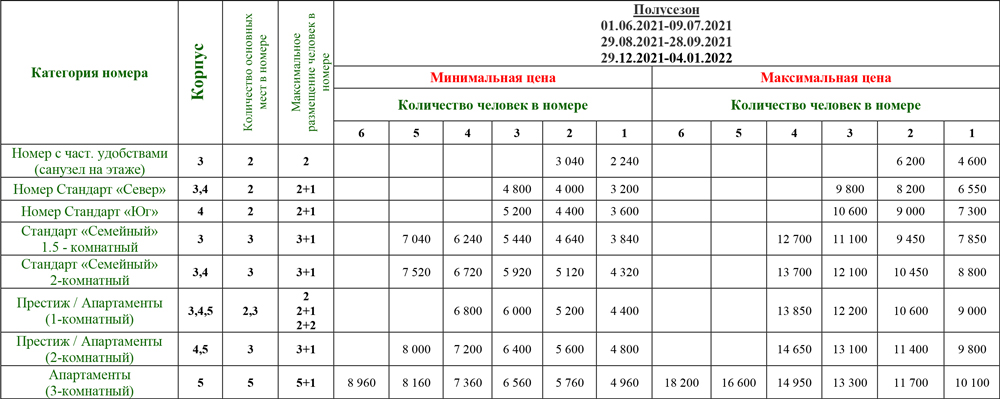 Категория номера
Корпус
Количество основных
мест в номере
Максимальное
размещение человек в
номере
Полусезон
01.06.2021-09.07.2021
29.08.2021-28.09.2021
29.12.2021-04.01.2022
Минимальная цена Максимальная цена
Количество человек в номере Количество человек в номере
6 5 4 3 2 1 6 5 4 3 2 1
Номер с част. удобствами
(санузел на этаже)
3 2 2 3 040 2 240 6 200 4 600
Номер Стандарт «Север» 3,4 2 2+1 4 800 4 000 3 200 9 800 8 200 6 550
Номер Стандарт «Юг» 4 2 2+1 5 200 4 400 3 600 10 600 9 000 7 300
Стандарт «Семейный»
1.5 - комнатный
3 3 3+1 7 040 6 240 5 440 4 640 3 840 12 700 11 100 9 450 7 850
Стандарт «Семейный»
2-комнатный
3,4 3 3+1 7 520 6 720 5 920 5 120 4 320 13 700 12 100 10 450 8 800
Престиж / Апартаменты
(1-комнатный)
3,4,5 2,3
2
2+1
2+2
6 800 6 000 5 200 4 400 13 850 12 200 10 600 9 000
Престиж / Апартаменты
(2-комнатный)
4,5 3 3+1 8 000 7 200 6 400 5 600 4 800 14 650 13 100 11 400 9 800
Апартаменты
(3-комнатный)
5 5 5+1 8 960 8 160 7 360 6 560 5 760 4 960 18 200 16 600 14 950 13 300 11 700 10 100